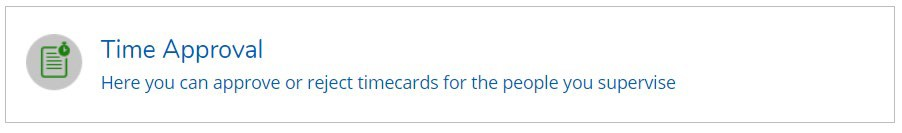 Time Approval
Here you can approve or reject timecards for the people you supervise